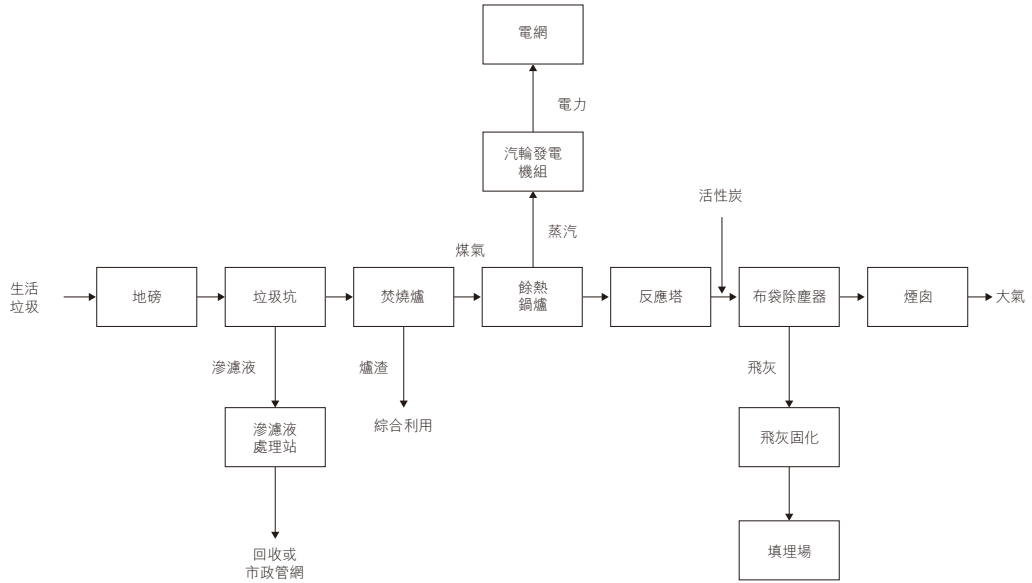 電網
電力
汽輪發電
機組
活性炭
蒸汽
煤氣
生活
垃圾
地磅
垃圾坑
焚燒爐
餘熱
鍋爐
反應塔
布袋除塵器
煙囱
大氣
滲濾液
爐渣
飛灰
滲濾液
處理站
綜合利用
飛灰固化
回收或
市政管網
填埋場